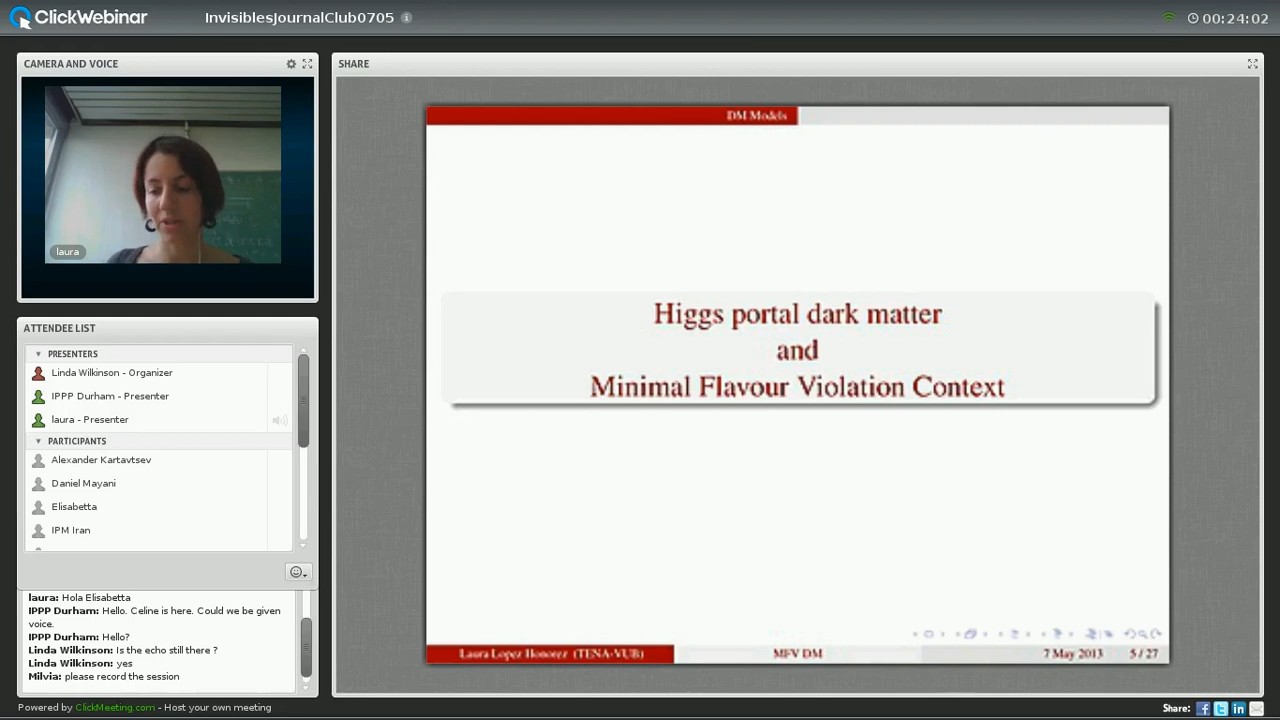 ClickWebinar
InvisiblesJournalClub0705
00:24:02
CAMERA AND VOICE
laura
ATTENDEE LIST
PRESENTERS
Linda Wilkinson - Organizer
IPPP Durham - Presenter
laura - Presenter
PARTICIPANTS
Alexander Kartavtsev
Daniel Mayani
Elisabetta
IPM Iran
laura: Hola Elisabetta
IPPP Durham: Hello. Celine is here. Could we be given
voice.
IPPP Durham: Hello?
Linda Wilkinson: Is the echo still there ?
Linda Wilkinson: yes
Milvia: please record the session
SHARE
DM Models
Higgs portal dark matter
and
Minimal Flavour Violation Context
Laura Lopez Honorez (TENA-VUB) MFV DM 7 May 2013 5 / 27
Powered by ClickMeeting.com - Host your own meeting
Share: